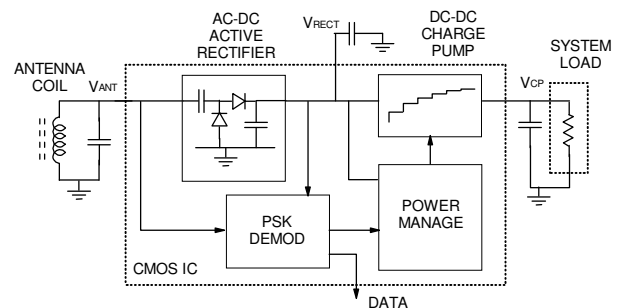 AC-DC
ACTIVE
RECTIFIER
VRECT
DC-DC
CHARGE
PUMP
SYSTEM
LOAD
ANTENNA
COIL
VANT
VCP
PSK
DEMOD
POWER
MANAGE
CMOS IC
DATA